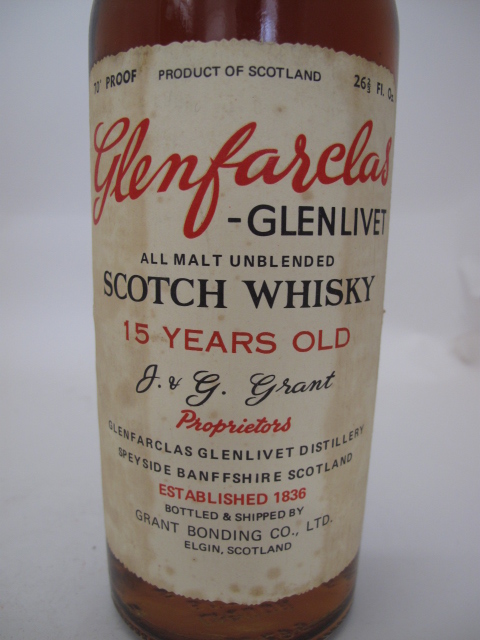 70° PROOF PRODUCT OF SCOTLAND 26⅔ Fl. Oz
Glenfarclas
-GLENLIVET
ALL MALT UNBLENDED
SCOTCH WHISKY
15 YEARS OLD
J. & G. Grant
Proprietors
GLENFARCLAS GLENLIVET DISTILLERY
SPEYSIDE BANFFSHIRE SCOTLAND
ESTABLISHED 1836
BOTTLED & SHIPPED BY
GRANT BONDING CO., LTD.
ELGIN, SCOTLAND